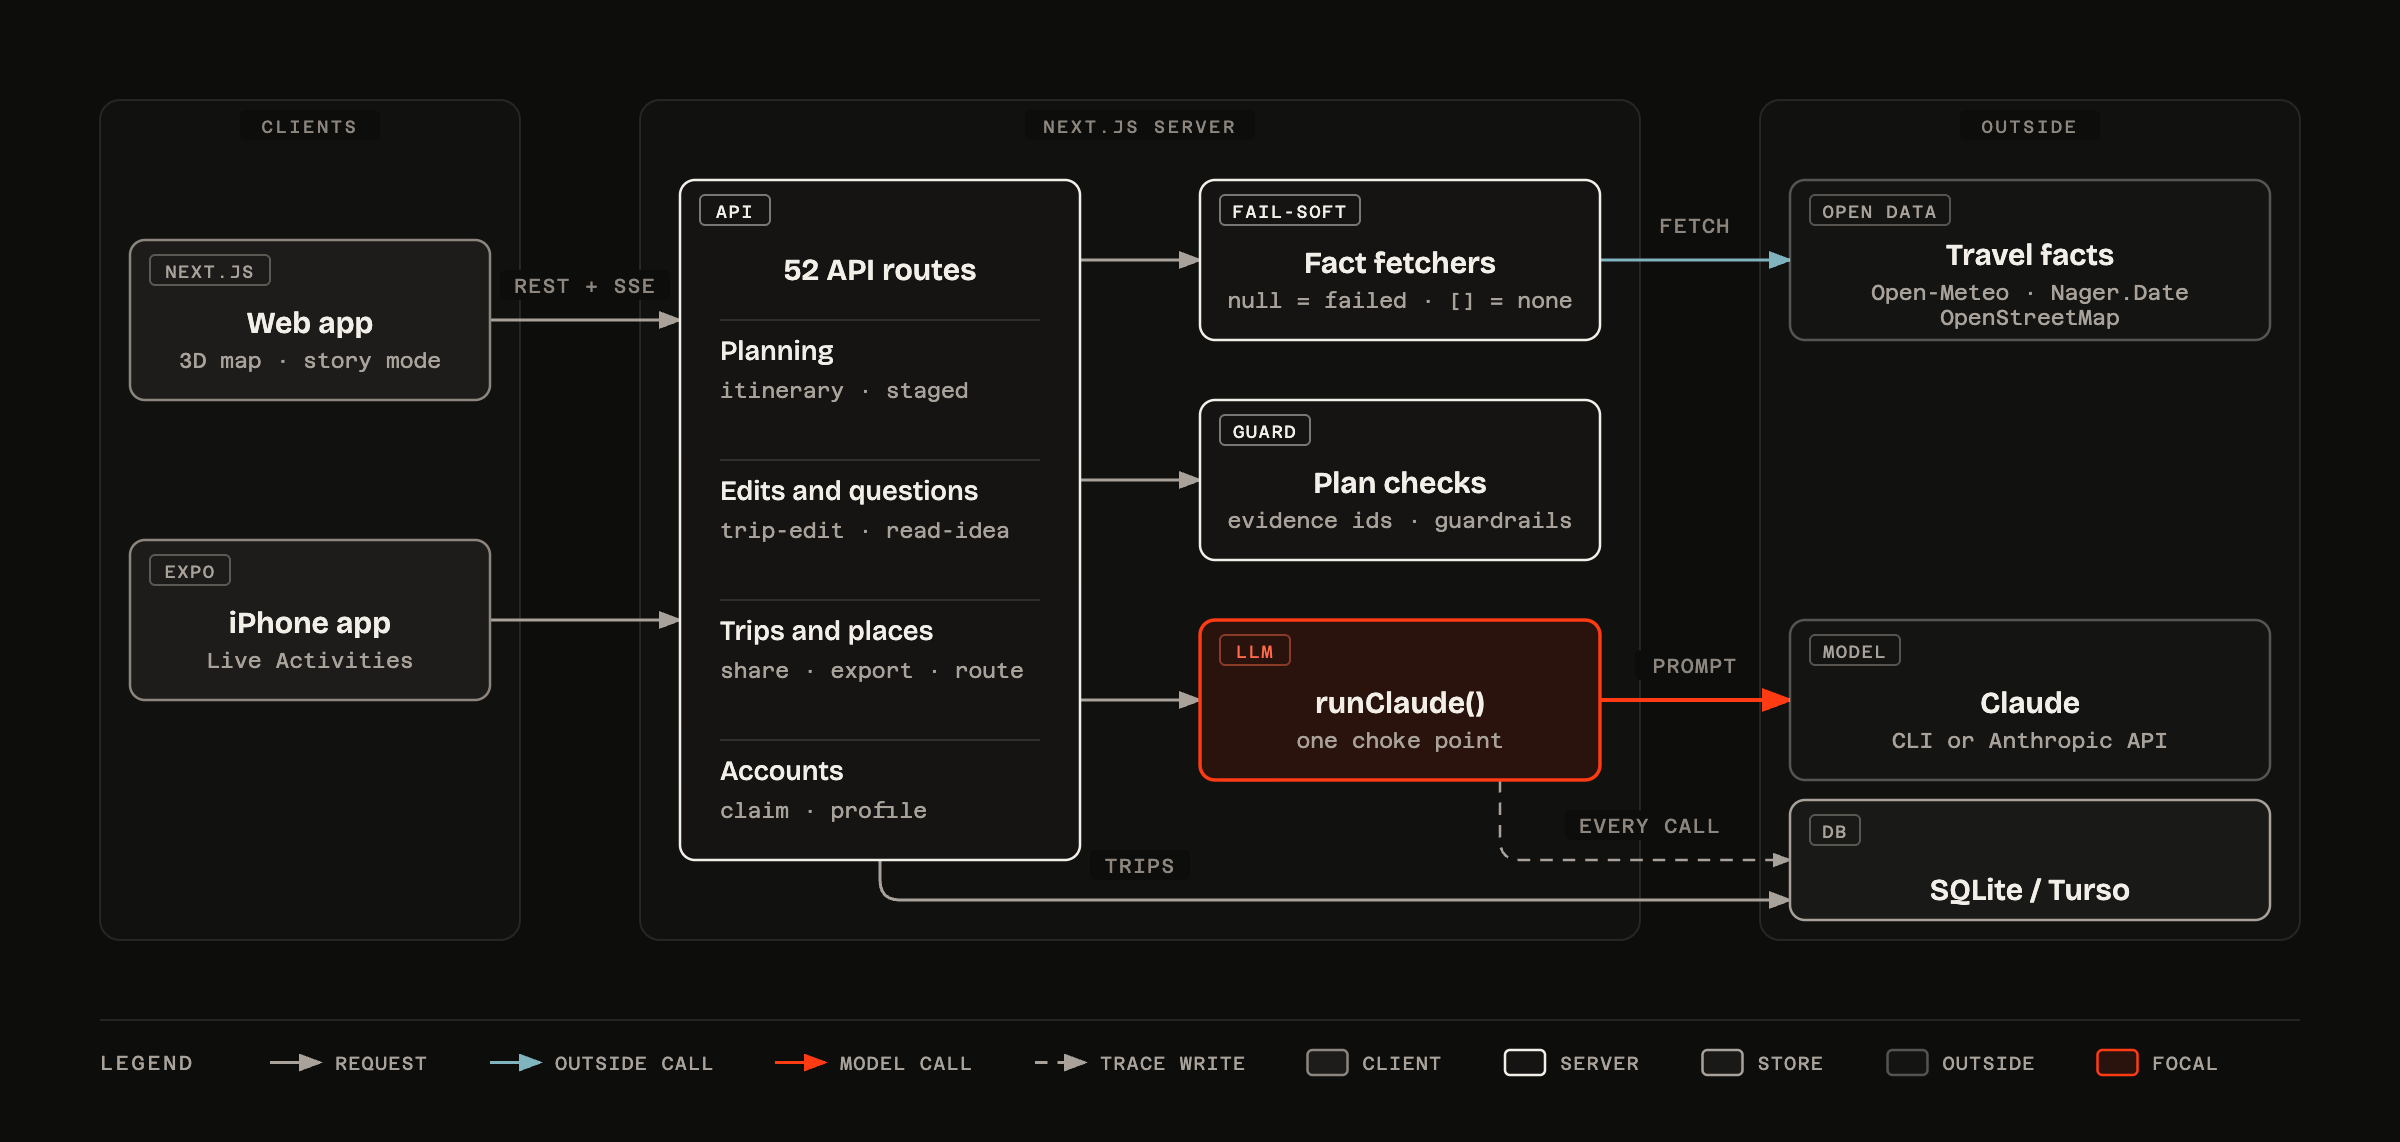 CLIENTS
NEXT.JS
Web app
3D map · story mode
EXPO
iPhone app
Live Activities
REST + SSE
NEXT.JS SERVER
API
52 API routes
Planning
itinerary · staged
Edits and questions
trip-edit · read-idea
Trips and places
share · export · route
Accounts
claim · profile
FAIL-SOFT
Fact fetchers
null = failed · [] = none
GUARD
Plan checks
evidence ids · guardrails
LLM
runClaude()
one choke point
FETCH
PROMPT
EVERY CALL
TRIPS
OUTSIDE
OPEN DATA
Travel facts
Open-Meteo · Nager.Date
OpenStreetMap
MODEL
Claude
CLI or Anthropic API
DB
SQLite / Turso
LEGEND
REQUEST
OUTSIDE CALL
MODEL CALL
TRACE WRITE
CLIENT
SERVER
STORE
OUTSIDE
FOCAL